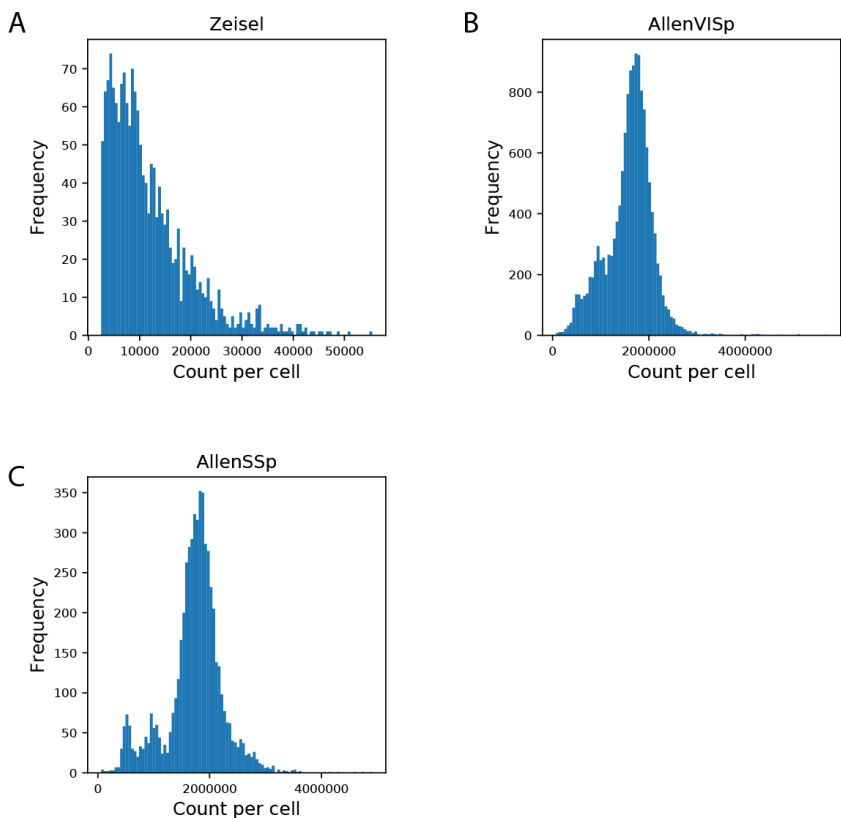 A
Zeisel
Frequency
70
60
50
40
30
20
10
0
0 10000 20000 30000 40000 50000
Count per cell
B
AllenVISp
Frequency
800
600
400
200
0
0 2000000 4000000
Count per cell
C
AllenSSp
Frequency
350
300
250
200
150
100
50
0
0 2000000 4000000
Count per cell